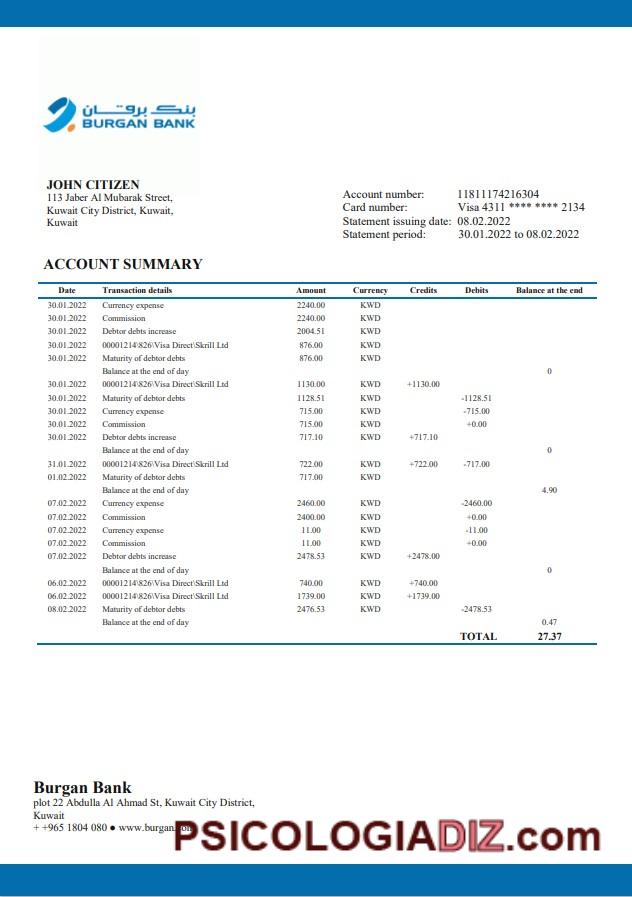 بنك برقان
BURGAN BANK
JOHN CITIZEN
113 Jaber Al Mubarak Street,
Kuwait City District, Kuwait,
Kuwait
Account number: 11811174216304
Card number: Visa 4311 **** **** 2134
Statement issuing date: 08.02.2022
Statement period: 30.01.2022 to 08.02.2022
ACCOUNT SUMMARY
Date Transaction details Amount Currency Credits Debits Balance at the end
30.01.2022 Currency expense 2240.00 KWD
30.01.2022 Commission 2240.00 KWD
30.01.2022 Debtor debts increase 2004.51 KWD
30.01.2022 00001214\826\Visa Direct\Skrill Ltd 876.00 KWD
30.01.2022 Maturity of debtor debts 876.00 KWD
Balance at the end of day 0
30.01.2022 00001214\826\Visa Direct\Skrill Ltd 1130.00 KWD +1130.00
30.01.2022 Maturity of debtor debts 1128.51 KWD -1128.51
30.01.2022 Currency expense 715.00 KWD -715.00
30.01.2022 Commission 715.00 KWD +0.00
30.01.2022 Debtor debts increase 717.10 KWD +717.10
Balance at the end of day 0
31.01.2022 00001214\826\Visa Direct\Skrill Ltd 722.00 KWD +722.00 -717.00
01.02.2022 Maturity of debtor debts 717.00 KWD
Balance at the end of day 4.90
07.02.2022 Currency expense 2460.00 KWD -2460.00
07.02.2022 Commission 2400.00 KWD +0.00
07.02.2022 Currency expense 11.00 KWD -11.00
07.02.2022 Commission 11.00 KWD +0.00
07.02.2022 Debtor debts increase 2478.53 KWD +2478.00
Balance at the end of day 0
06.02.2022 00001214\826\Visa Direct\Skrill Ltd 740.00 KWD +740.00
06.02.2022 00001214\826\Visa Direct\Skrill Ltd 1739.00 KWD +1739.00
08.02.2022 Maturity of debtor debts 2476.53 KWD -2478.53
Balance at the end of day 0.47
TOTAL 27.37
Burgan Bank
plot 22 Abdulla Al Ahmad St, Kuwait City District,
Kuwait
+ +965 1804 080 ● www.burgan.com
PSICOLOGIADIZ.com